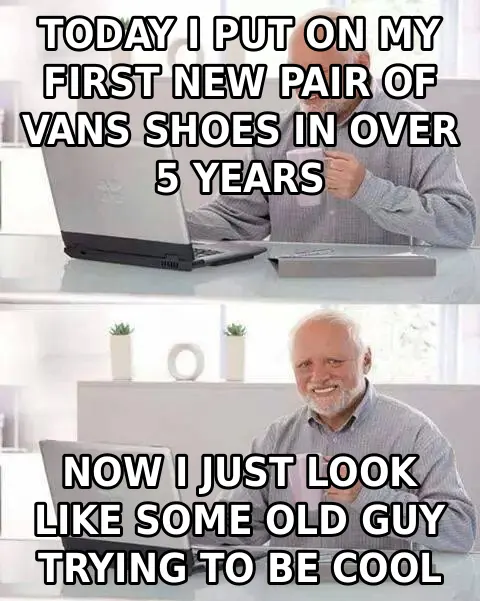 TODAY I PUT ON MY
FIRST NEW PAIR OF
VANS SHOES IN OVER
5 YEARS
NOW I JUST LOOK
LIKE SOME OLD GUY
TRYING TO BE COOL